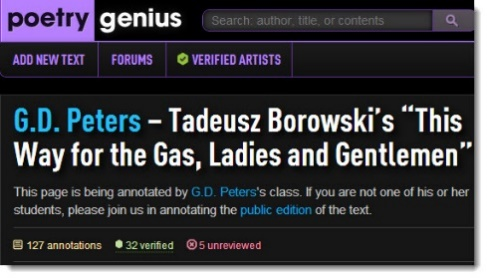 poetry genius Search: author, title, or contents
ADD NEW TEXT FORUMS VERIFIED ARTISTS
G.D. Peters – Tadeusz Borowski's "This
Way for the Gas, Ladies and Gentlemen"
This page is being annotated by G.D. Peters's class. If you are not one of his or her
students, please join us in annotating the public edition of the text.
127 annotations 32 verified 5 unreviewed